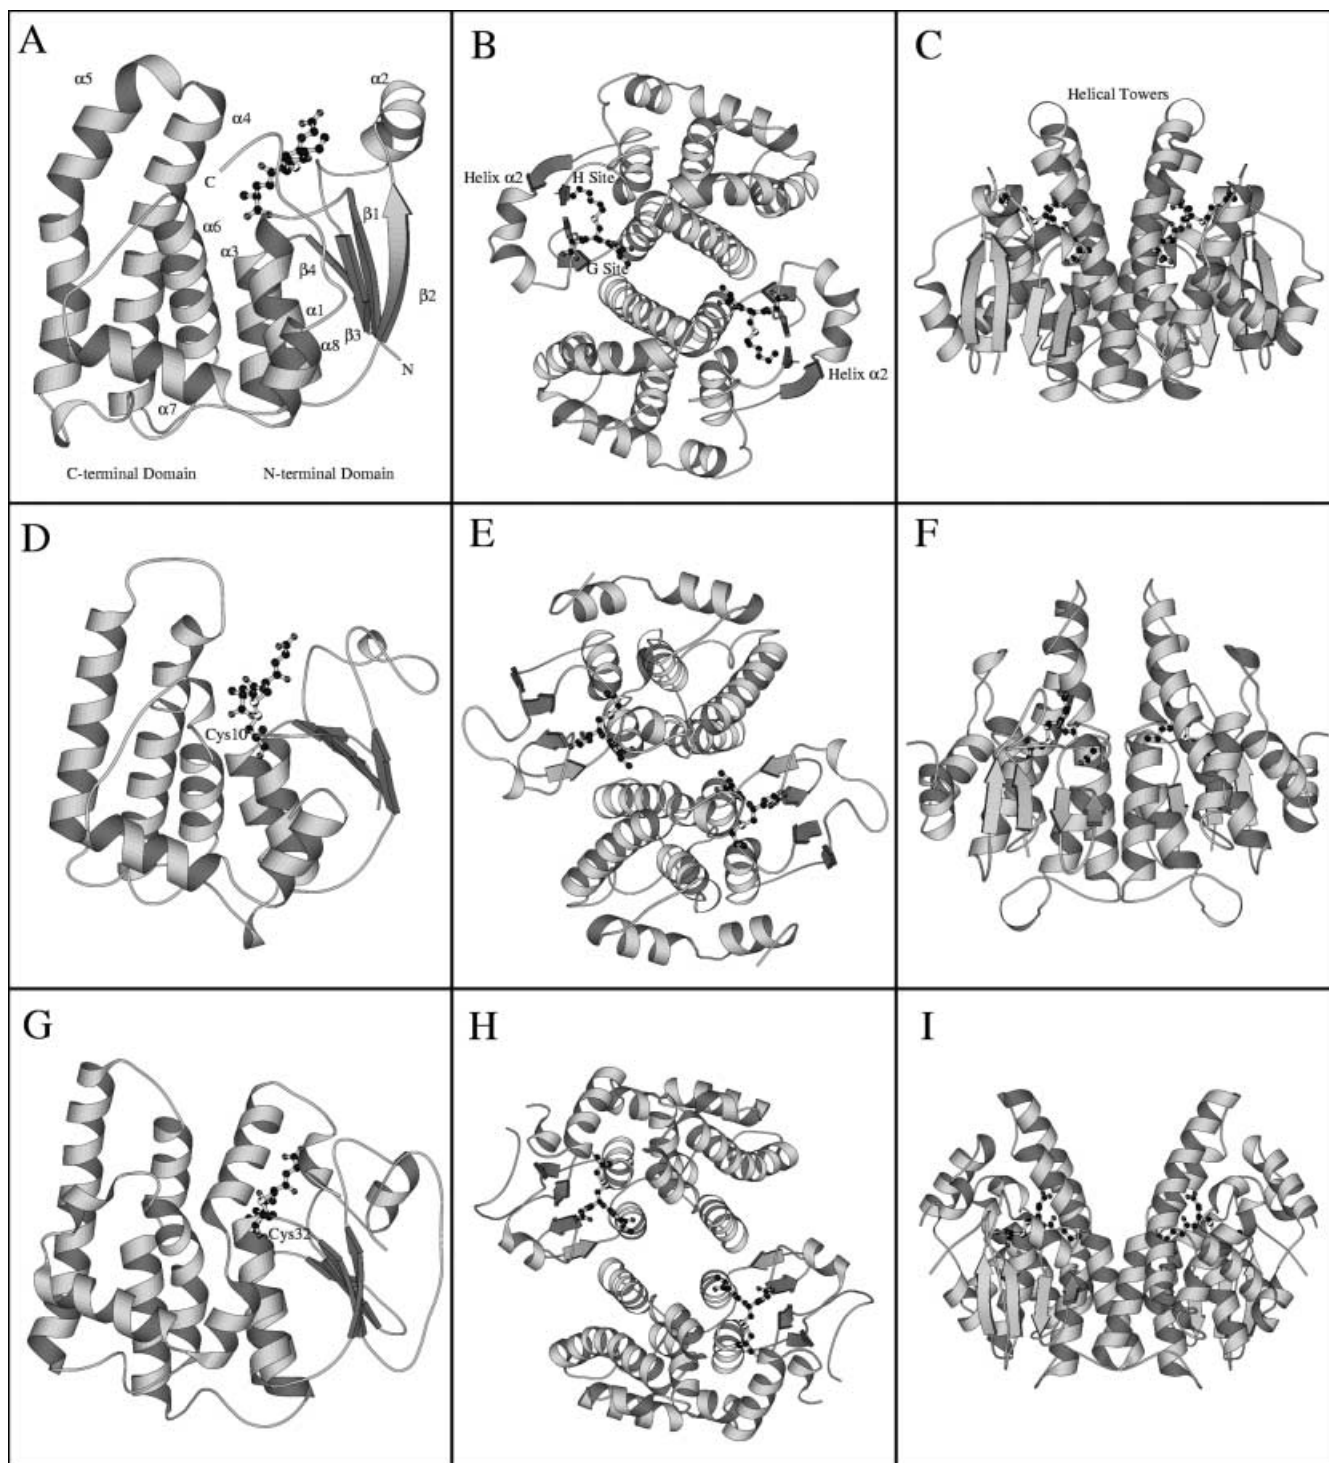 A
B
C
α5
α2
Helical Towers
α4
C
Helix α2
H Site
β1
α6
α3
β4
G Site
β2
α1
β3
α8
N
Helix α2
α7
C-terminal Domain
N-terminal Domain
D
E
F
Cys10
G
H
I
Cys32